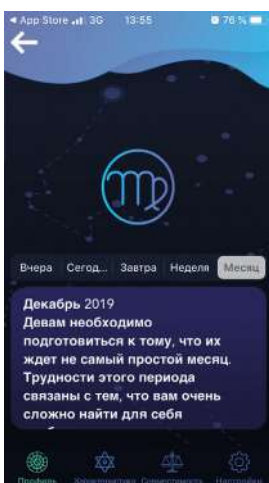 App Store 3G 13:55 76 %
Вчера Сегод... Завтра Неделя Месяц
Декабрь 2019
Девам необходимо
подготовиться к тому, что их
ждет не самый простой месяц.
Трудности этого периода
связаны с тем, что вам очень
сложно найти для себя
Профиль Характеристика Совместимость Настройки